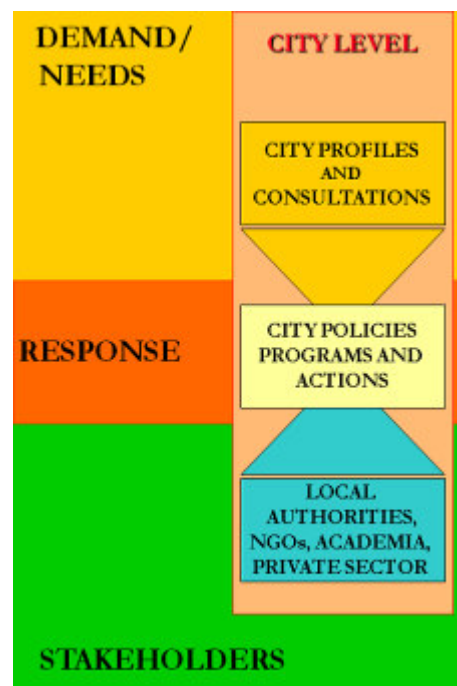 DEMAND/
NEEDS
CITY LEVEL
CITY PROFILES
AND
CONSULTATIONS
RESPONSE
CITY POLICIES
PROGRAMS AND
ACTIONS
LOCAL
AUTHORITIES,
NGOs, ACADEMIA,
PRIVATE SECTOR
STAKEHOLDERS